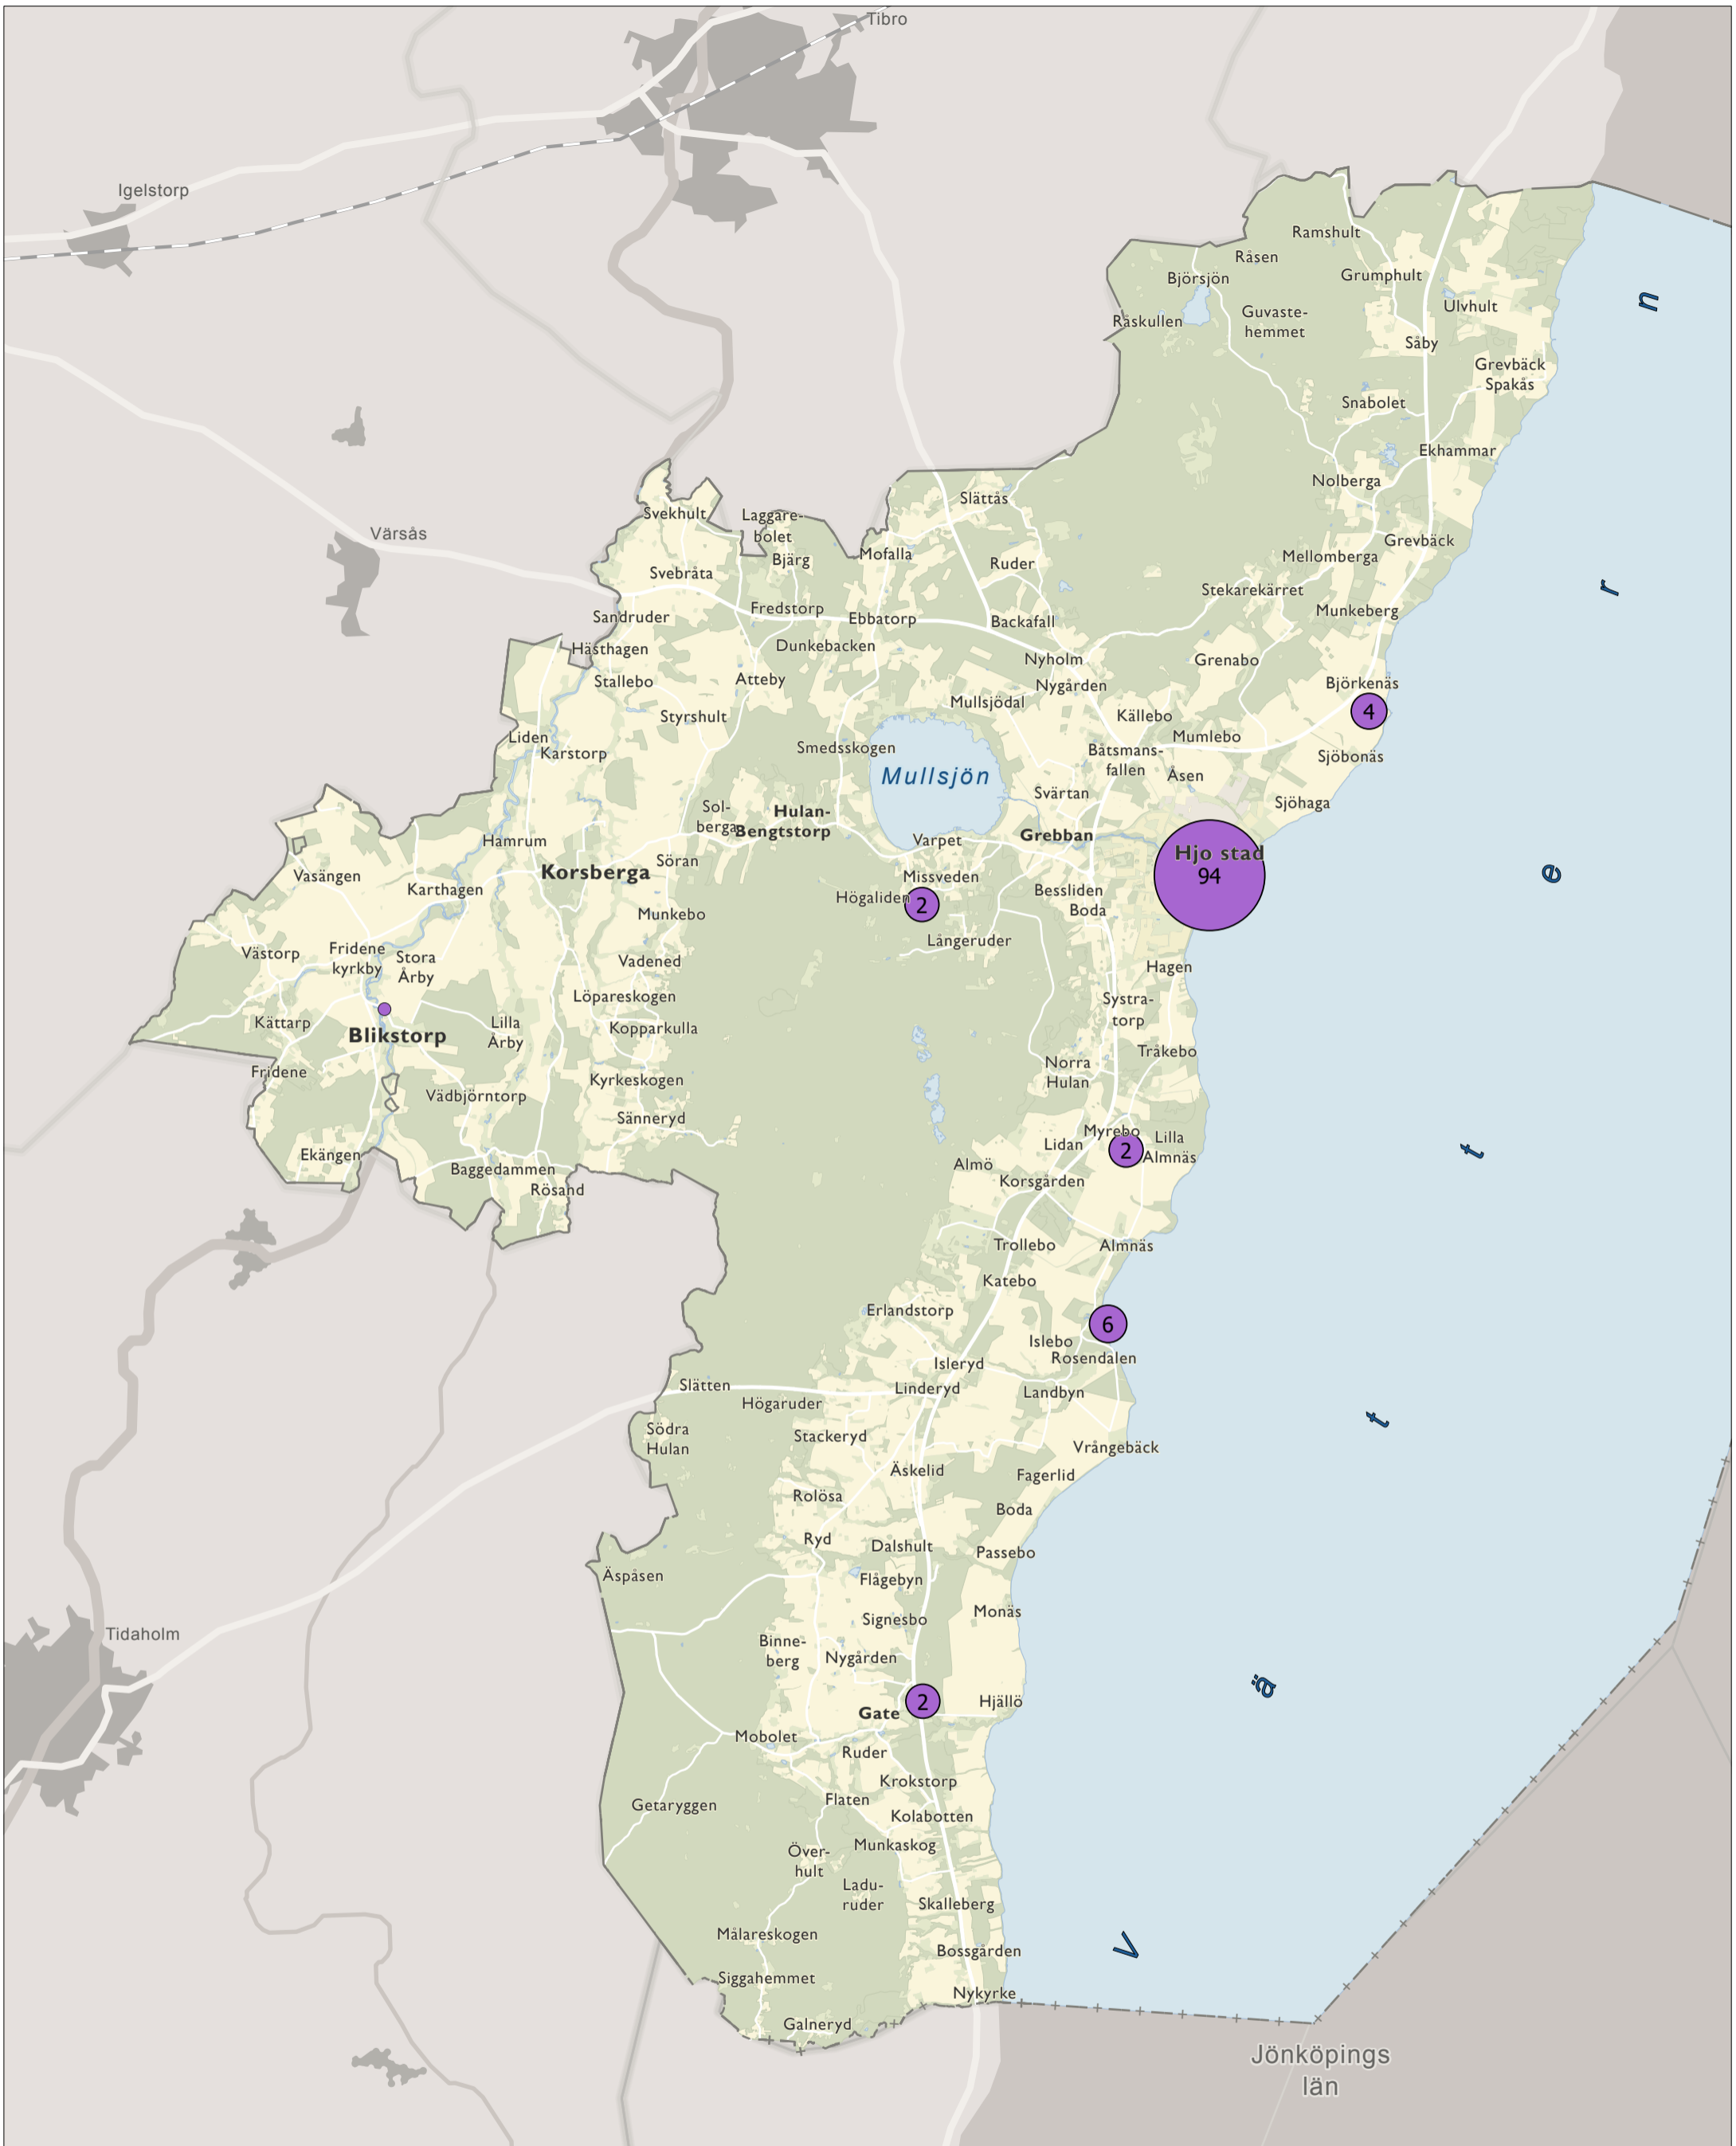 Tibro
Igelstorp
Ramshult
Råsen
Grumphult
Björsjön
Ulvhult
Guvaste-
hemmet
Råskullen
Såby
Grevbäck
Spakås
Snabolet
Ekhammar
Nolberga
Slättås
Svekhult
Laggare-
bolet
Värsås
Grevbäck
Mofalla
Mellomberga
Bjärg
Ruder
Svebråta
Stekarekärret
Fredstorp
Munkeberg
Sandruder
Ebbatorp
Backafall
Dunkebacken
Hästhagen
Nyholm
Grenabo
Stallebo
Atteby
Björkenäs
Nygården
Mullsjödal
4
Styrshult
Källebo
Liden
Mumlebo
Karstorp
Smedsskogen
Båtsmans-
fallen
Sjöbonäs
Mullsjön
Åsen
Svärtan
Sjöhaga
Sol-
berga
Hulan-
Bengtstorp
Grebban
Hamrum
Varpet
Hjo stad
94
Söran
Korsberga
Vasängen
Missveden
Karthagen
Bessliden
Högaliden
2
Boda
Munkebo
Långeruder
Västorp
Fridene
kyrkby
Stora
Årby
Vadened
Hagen
Löpareskogen
Systra-
torp
Kättarp
Lilla
Årby
Kopparkulla
Blikstorp
Tråkebo
Norra
Hulan
Fridene
Kyrkeskogen
Vädbjörntorp
Sänneryd
Myrebo
Lidan
2
Lilla
Almnäs
Ekängen
Almö
Baggedammen
Korsgården
Rösand
Trollebo
Almnäs
Katebo
Erlandstorp
6
Islebo
Rosendalen
Isleryd
Slätten
Linderyd
Landbyn
Högaruder
Södra
Hulan
Stackeryd
Vrångebäck
Äskelid
Fagerlid
Rolösa
Boda
Ryd
Dalshult
Passebo
Äspåsen
Flågebyn
Monäs
Signesbo
Tidaholm
Binne-
berg
Nygården
2
Hjällö
Gate
Mobolet
Ruder
Krokstorp
Flaten
Getaryggen
Kolabotten
Munkaskog
Över-
hult
Ladu-
ruder
Skalleberg
Målareskogen
Bossgården
Siggahemmet
Nykyrke
Galneryd
Vättern
Jönköpings
län